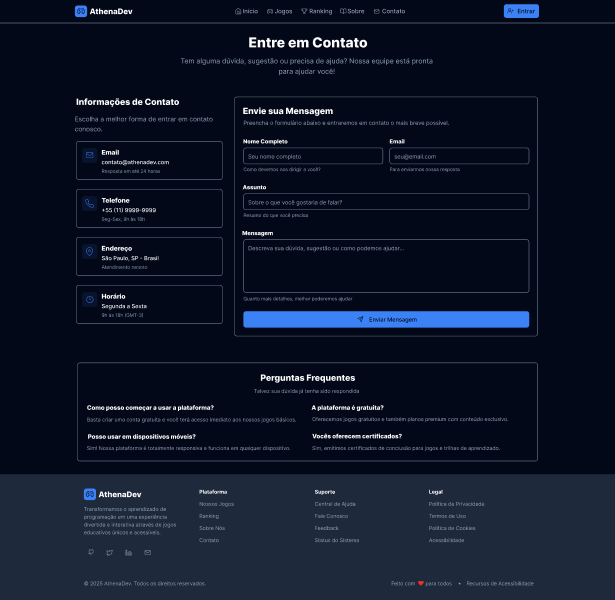 AthenaDev
Início
Jogos
Ranking
Sobre
Contato
Entrar
Entre em Contato
Tem alguma dúvida, sugestão ou precisa de ajuda? Nossa equipe está pronta
para ajudar você!
Informações de Contato
Escolha a melhor forma de entrar em contato
conosco.
Email
contato@athenadev.com
Resposta em até 24 horas
Telefone
+55 (11) 9999-9999
Seg-Sex, 9h às 18h
Endereço
São Paulo, SP - Brasil
Atendimento remoto
Horário
Segunda a Sexta
9h às 18h (GMT-3)
Envie sua Mensagem
Preencha o formulário abaixo e entraremos em contato o mais breve possível.
Nome Completo
Seu nome completo
Como devemos nos dirigir a você?
Email
seu@email.com
Para enviarmos nossa resposta
Assunto
Sobre o que você gostaria de falar?
Resumo do que você precisa
Mensagem
Descreva sua dúvida, sugestão ou como podemos ajudar...
Quanto mais detalhes, melhor poderemos ajudar
Enviar Mensagem
Perguntas Frequentes
Talvez sua dúvida já tenha sido respondida
Como posso começar a usar a plataforma?
Basta criar uma conta gratuita e você terá acesso imediato aos nossos jogos básicos.
A plataforma é gratuita?
Oferecemos jogos gratuitos e também planos premium com conteúdo exclusivo.
Posso usar em dispositivos móveis?
Sim! Nossa plataforma é totalmente responsiva e funciona em qualquer dispositivo.
Vocês oferecem certificados?
Sim, emitimos certificados de conclusão para jogos e trilhas de aprendizado.
AthenaDev
Transformamos o aprendizado de
programação em uma experiência
divertida e interativa através de jogos
educativos únicos e acessíveis.
Plataforma
Nossos Jogos
Ranking
Sobre Nós
Contato
Suporte
Central de Ajuda
Fale Conosco
Feedback
Status do Sistema
Legal
Política de Privacidade
Termos de Uso
Política de Cookies
Acessibilidade
© 2025 AthenaDev. Todos os direitos reservados.
Feito com ❤️ para todos • Recursos de Acessibilidade